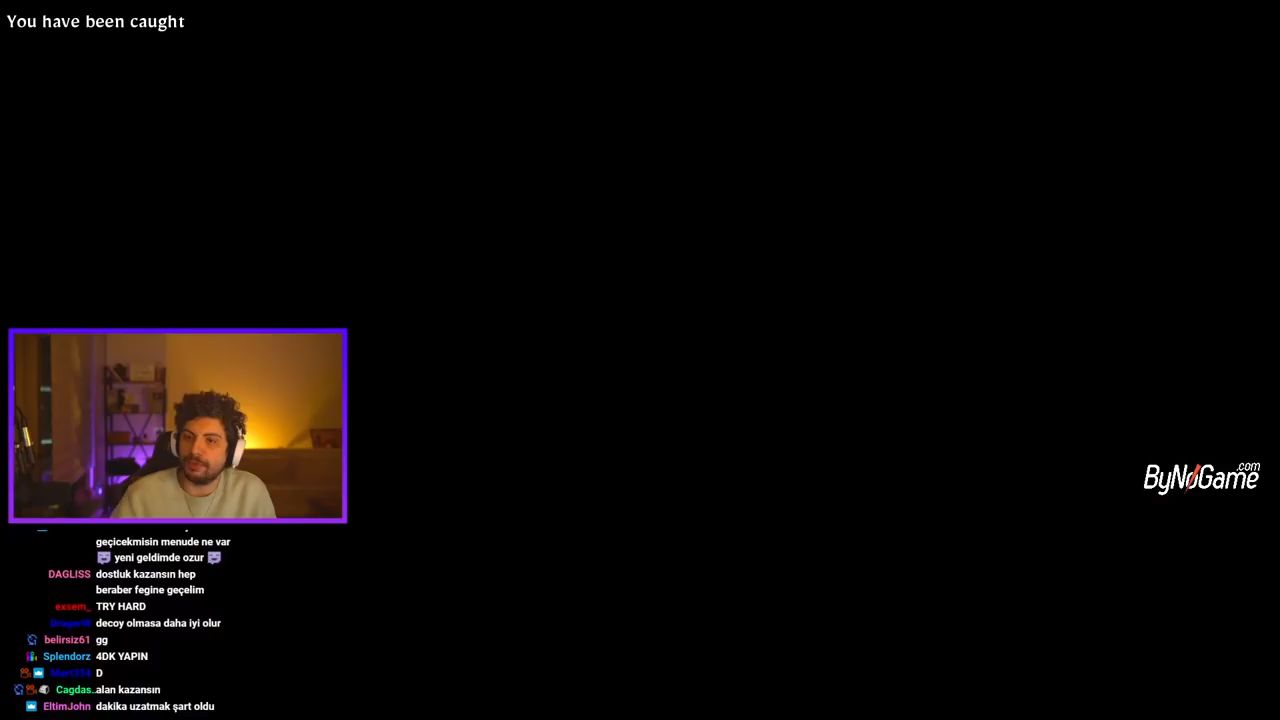 You have been caught
ByNoGame.com
geçicekmisin menude ne var
yeni geldimde ozur
DAGLISS dostluk kazansın hep
beraber fegine geçelim
exsem_ TRY HARD
decoy olmasa daha iyi olur
belirsiz61 gg
Splendorz 4DK YAPIN
D
Cagdas.. alan kazansın
EltimJohn dakika uzatmak şart oldu